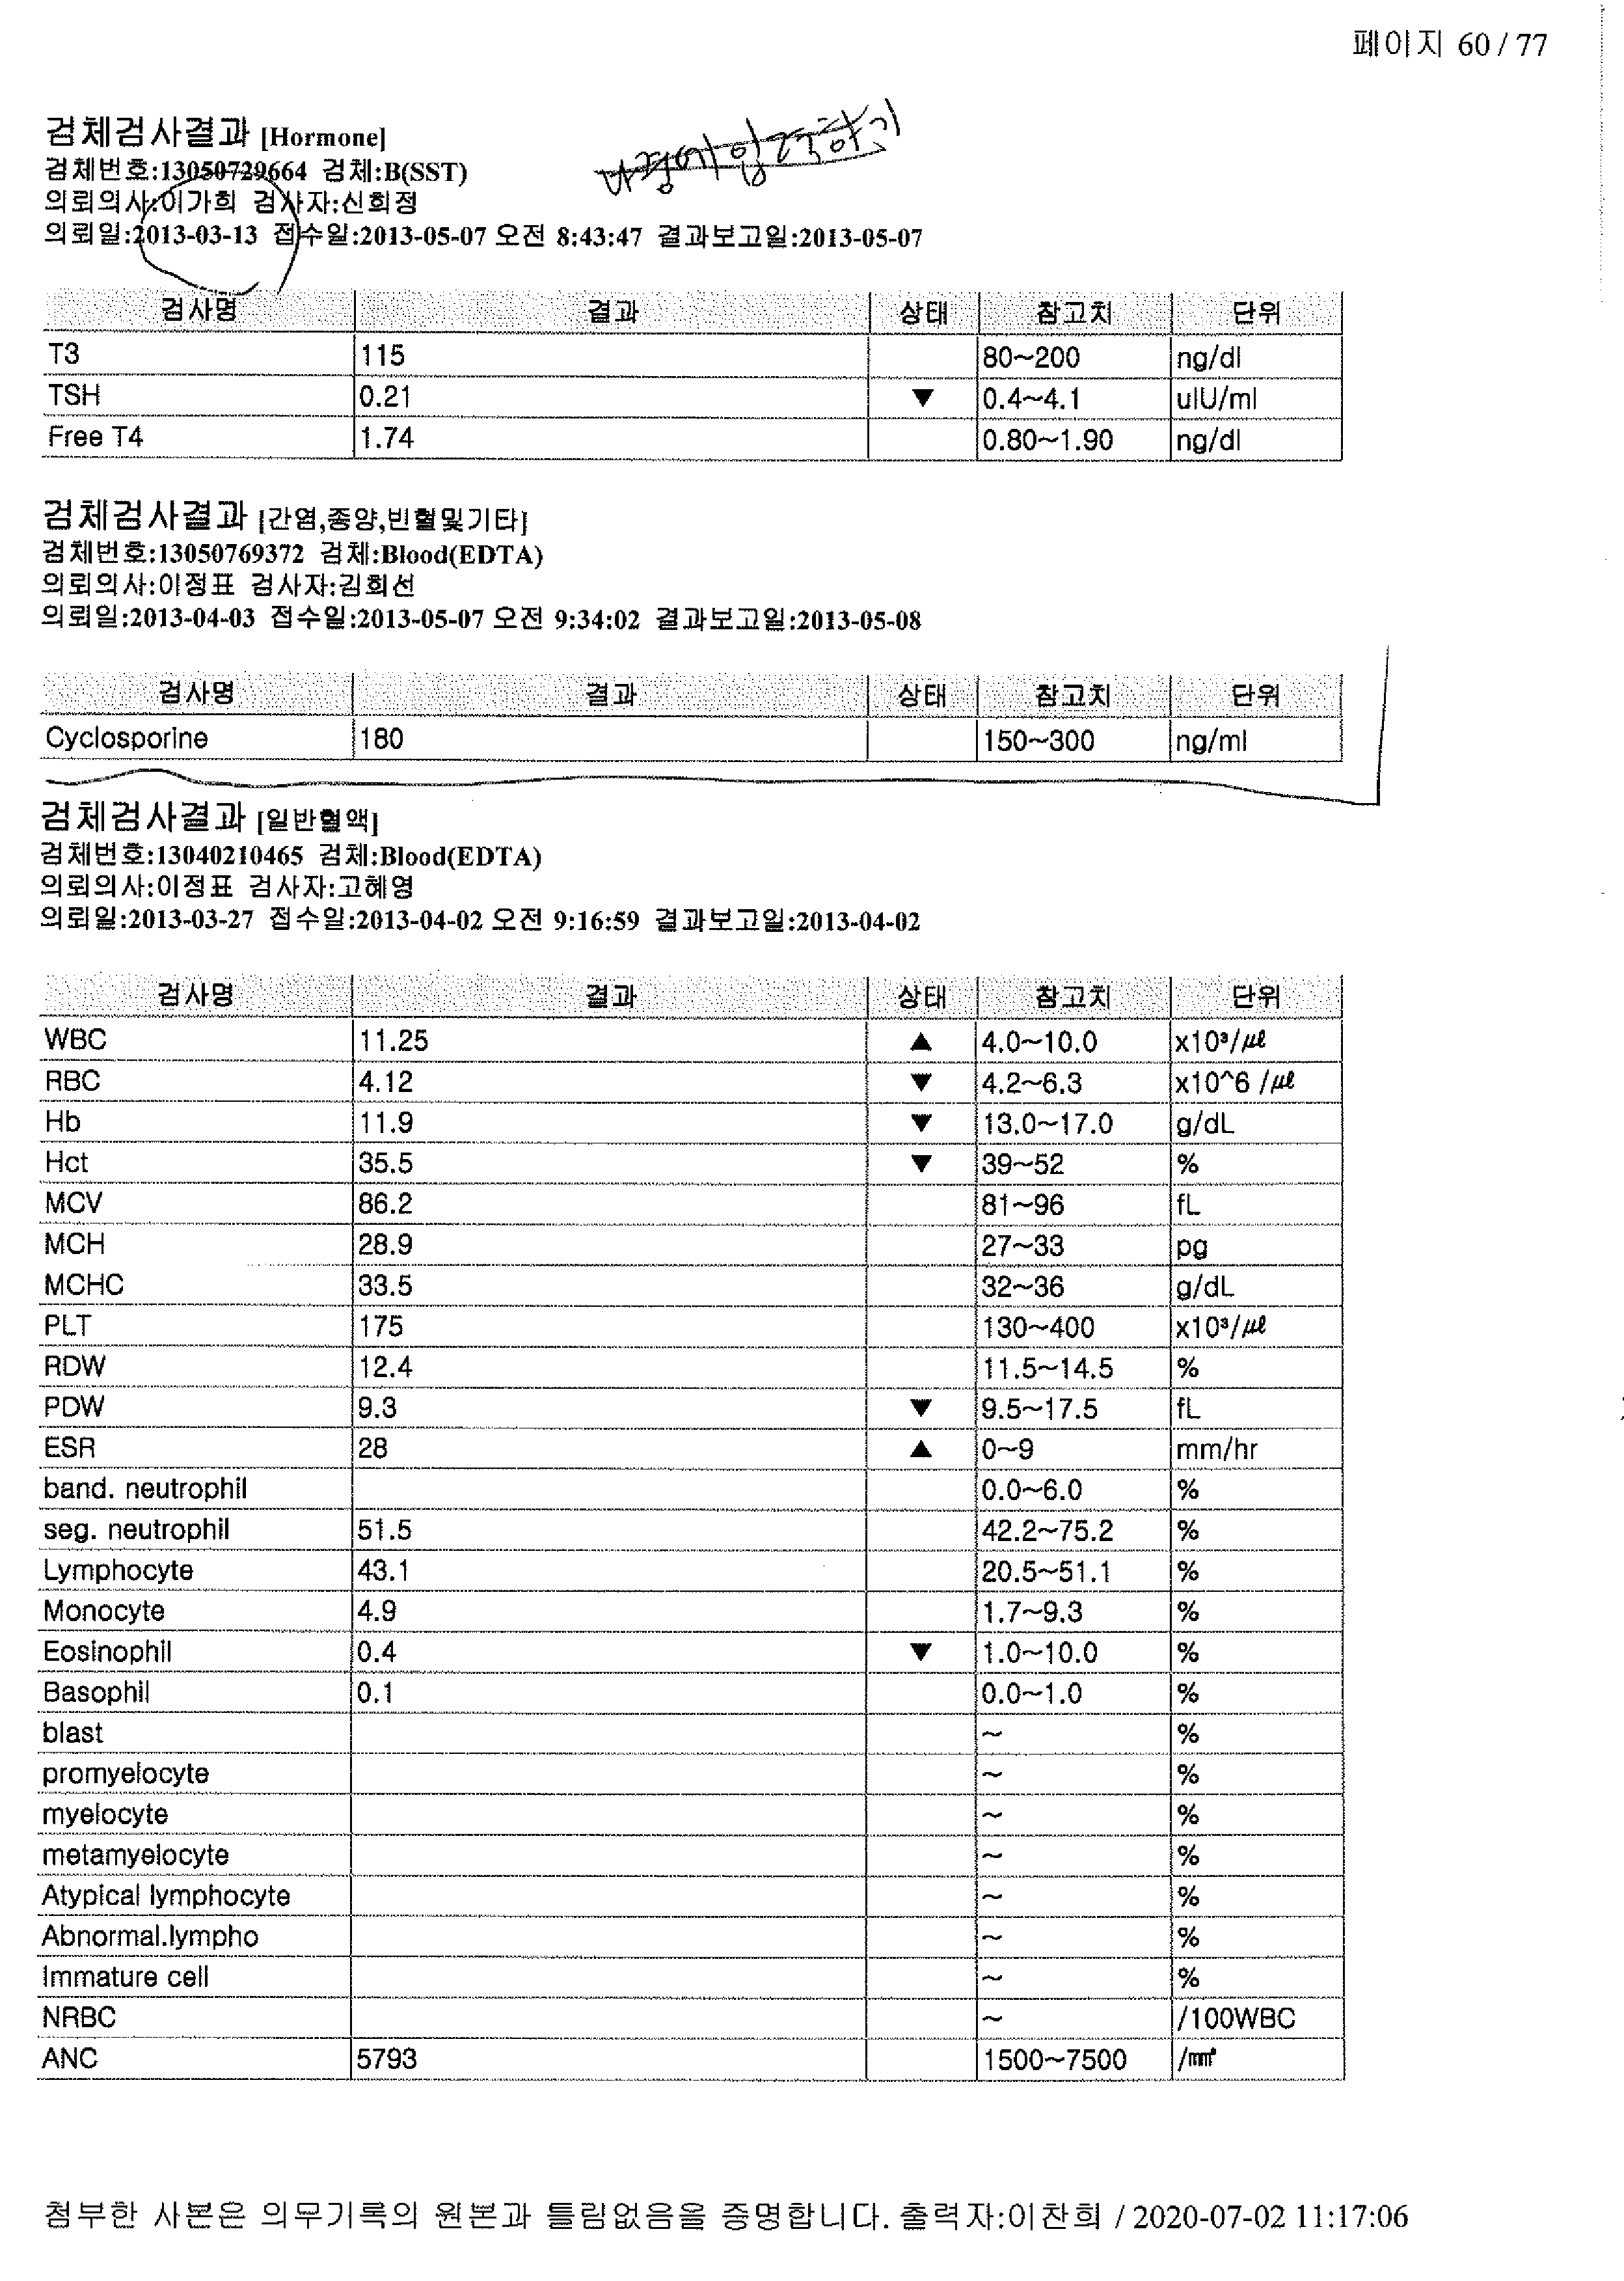 페이지 60 / 77
검체검사결과 [Hormone]
검체번호:13050729664 검체:B(SST)
의뢰의사:이가희 검사자:신희정
의뢰일:2013-03-13 접수일:2013-05-07 오전 8:43:47 결과보고일:2013-05-07
검사명 결과 상태 참고치 단위
T3 115 80~200 ng/dl
TSH 0.21 ▼ 0.4~4.1 uIU/ml
Free T4 1.74 0.80~1.90 ng/dl
검체검사결과 [간염,종양,빈혈및기타]
검체번호:13050769372 검체:Blood(EDTA)
의뢰의사:이정표 검사자:김희선
의뢰일:2013-04-03 접수일:2013-05-07 오전 9:34:02 결과보고일:2013-05-08
검사명 결과 상태 참고치 단위
Cyclosporine 180 150~300 ng/ml
검체검사결과 [일반혈액]
검체번호:13040210465 검체:Blood(EDTA)
의뢰의사:이정표 검사자:고혜영
의뢰일:2013-03-27 접수일:2013-04-02 오전 9:16:59 결과보고일:2013-04-02
검사명 결과 상태 참고치 단위
WBC 11.25 ▲ 4.0~10.0 x10³/㎕
RBC 4.12 ▼ 4.2~6.3 x10^6 /㎕
Hb 11.9 ▼ 13.0~17.0 g/dL
Hct 35.5 ▼ 39~52 %
MCV 86.2 81~96 fL
MCH 28.9 27~33 pg
MCHC 33.5 32~36 g/dL
PLT 175 130~400 x10³/㎕
RDW 12.4 11.5~14.5 %
PDW 9.3 ▼ 9.5~17.5 fL
ESR 28 ▲ 0~9 mm/hr
band. neutrophil 0.0~6.0 %
seg. neutrophil 51.5 42.2~75.2 %
Lymphocyte 43.1 20.5~51.1 %
Monocyte 4.9 1.7~9.3 %
Eosinophil 0.4 ▼ 1.0~10.0 %
Basophil 0.1 0.0~1.0 %
blast ~ %
promyelocyte ~ %
myelocyte ~ %
metamyelocyte ~ %
Atypical lymphocyte ~ %
Abnormal.lympho ~ %
Immature cell ~ %
NRBC ~ /100WBC
ANC 5793 1500~7500 /㎣
첨부한 사본은 의무기록의 원본과 틀림없음을 증명합니다. 출력자:이찬희 / 2020-07-02 11:17:06